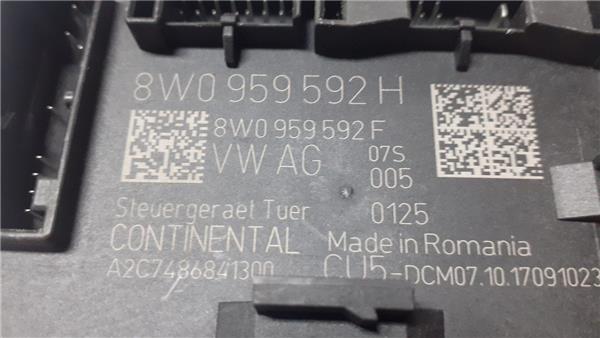 8W0 959 592 H
8W0 959 592 F
VW AG 07S
005
Steuergeraet Tuer 0125
CONTINENTAL Made in Romania
A2C7486841300 CU5-DCM07.10.17091023